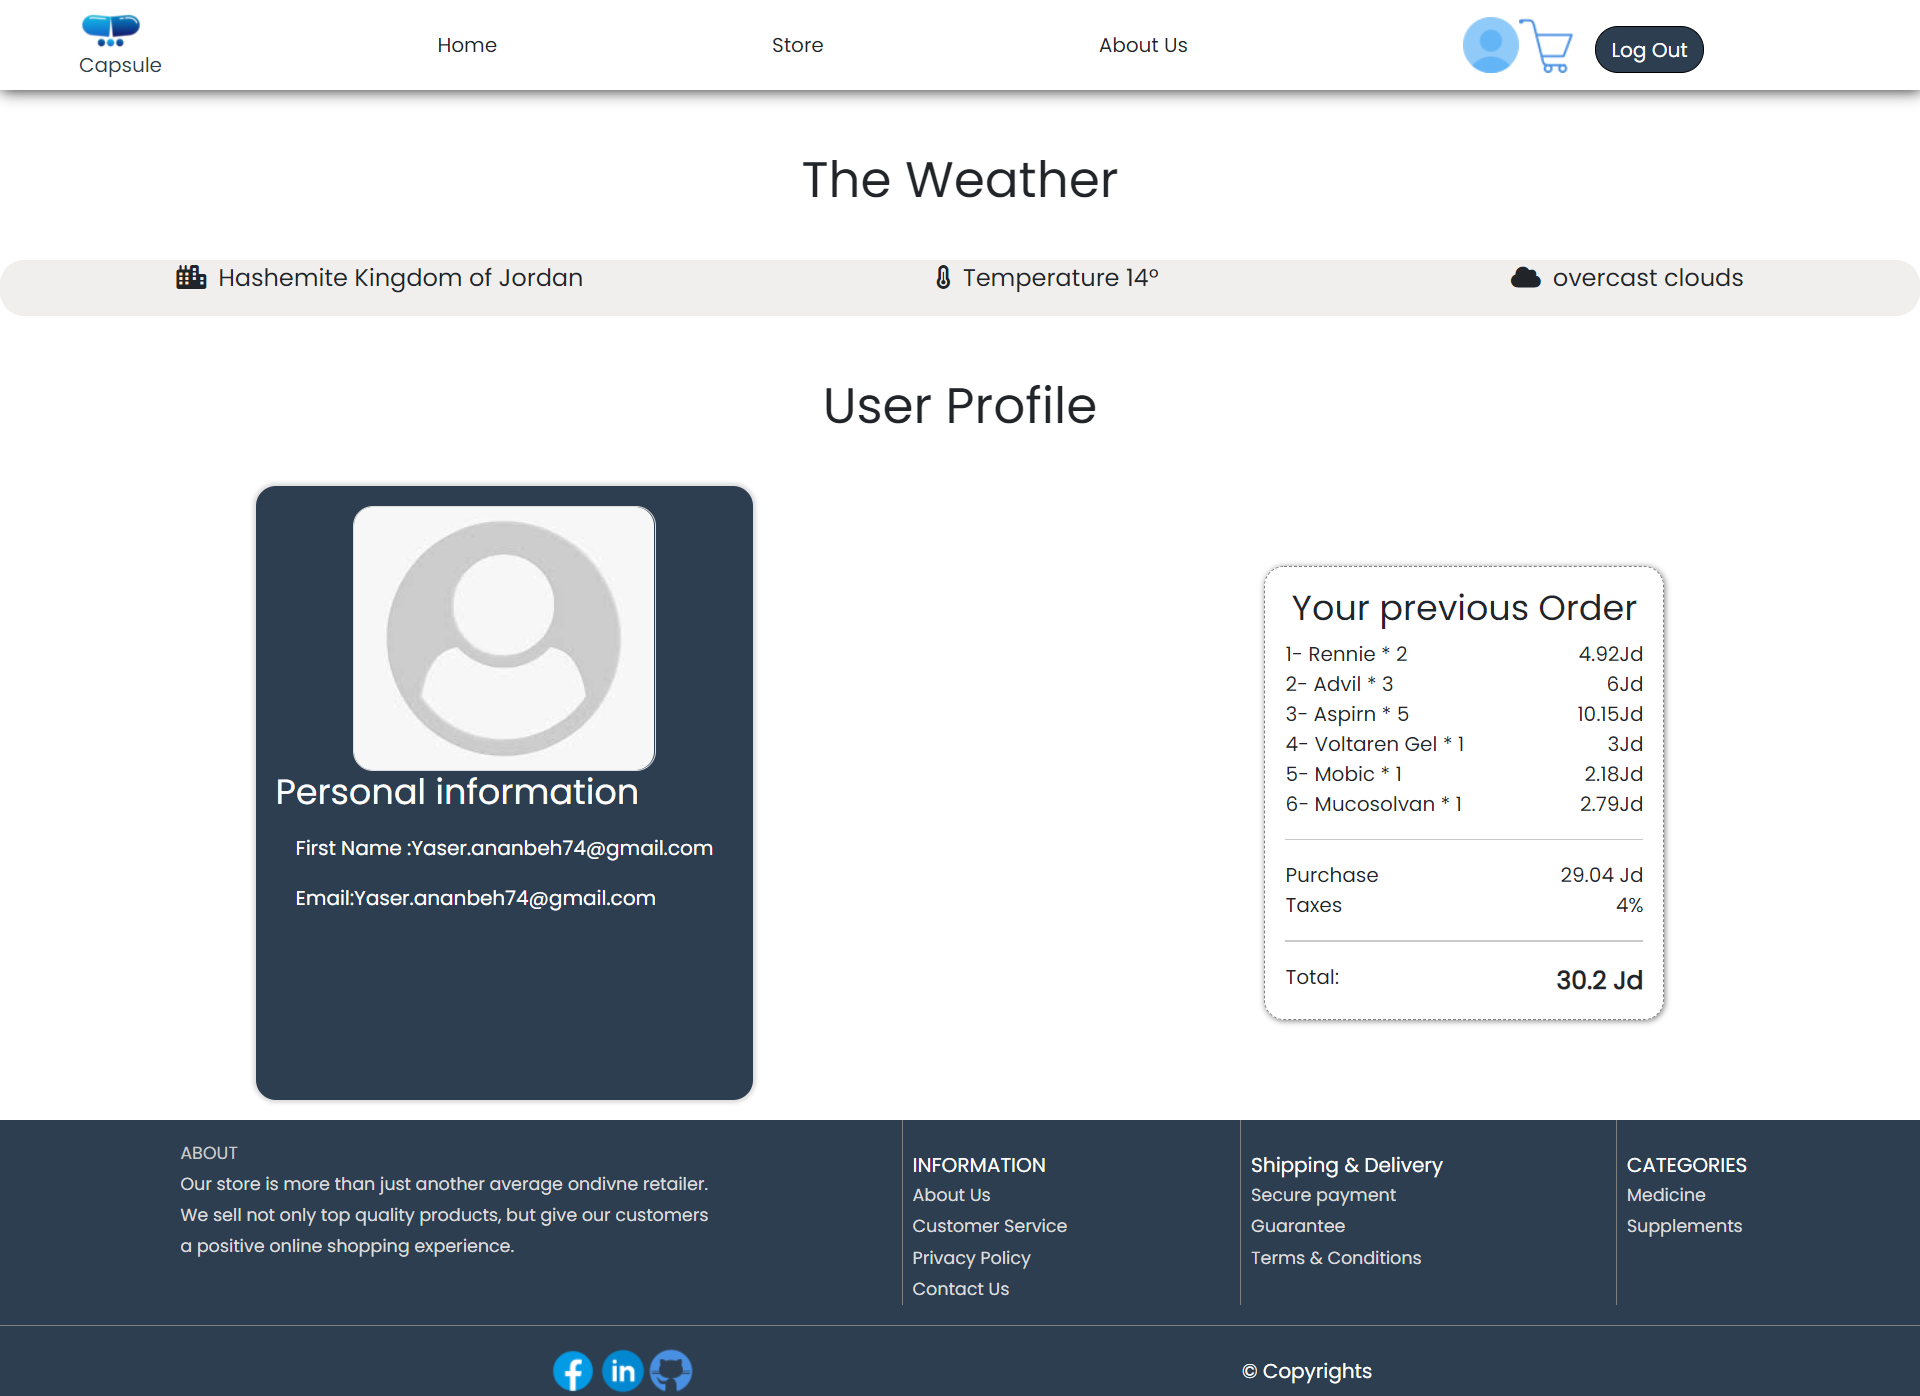 Capsule
Home
Store
About Us
Log Out
The Weather
Hashemite Kingdom of Jordan
Temperature 14°
overcast clouds
User Profile
Personal information
First Name :Yaser.ananbeh74@gmail.com
Email:Yaser.ananbeh74@gmail.com
Your previous Order
1- Rennie * 2 4.92Jd
2- Advil * 3 6Jd
3- Aspirn * 5 10.15Jd
4- Voltaren Gel * 1 3Jd
5- Mobic * 1 2.18Jd
6- Mucosolvan * 1 2.79Jd
Purchase 29.04 Jd
Taxes 4%
Total: 30.2 Jd
ABOUT
Our store is more than just another average ondivne retailer.
We sell not only top quality products, but give our customers
a positive online shopping experience.
INFORMATION
About Us
Customer Service
Privacy Policy
Contact Us
Shipping & Delivery
Secure payment
Guarantee
Terms & Conditions
CATEGORIES
Medicine
Supplements
f
in
© Copyrights